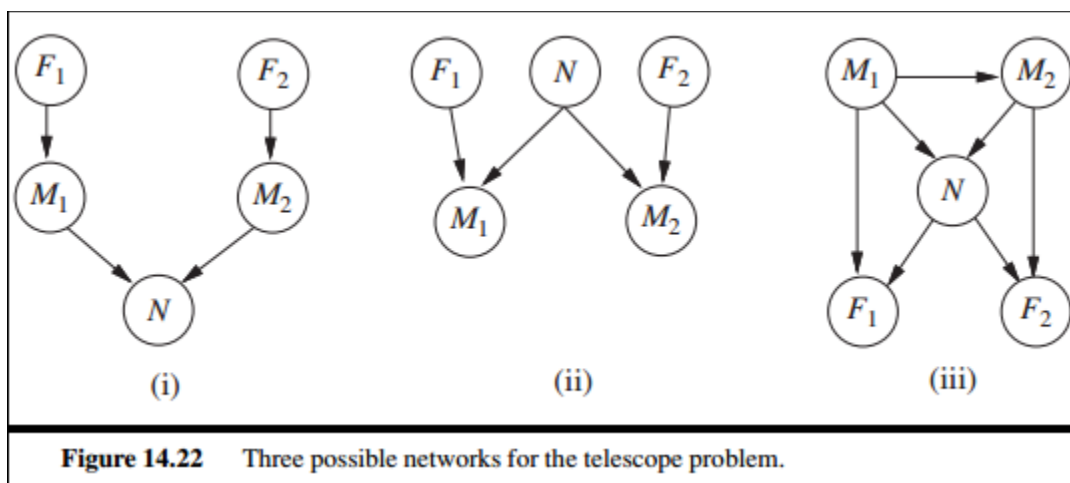 F1 F2 F1 N F2 M1 M2
M1 M2 M1 M2 N
N F1 F2
(i) (ii) (iii)
Figure 14.22 Three possible networks for the telescope problem.